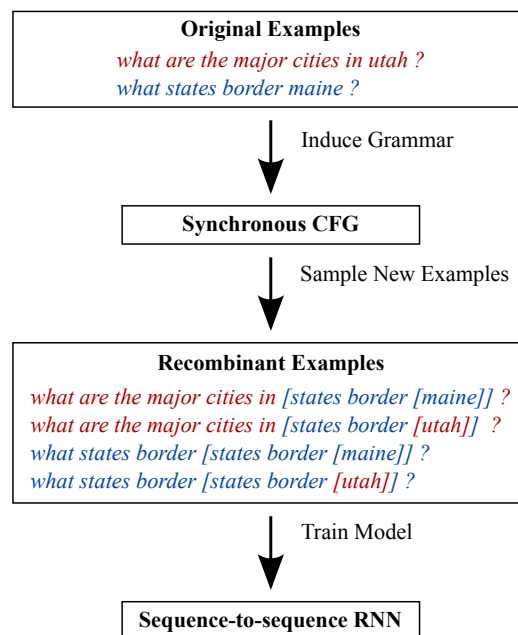 Original Examples
what are the major cities in utah ?
what states border maine ?
Induce Grammar
Synchronous CFG
Sample New Examples
Recombinant Examples
what are the major cities in [states border [maine]] ?
what are the major cities in [states border [utah]] ?
what states border [states border [maine]] ?
what states border [states border [utah]] ?
Train Model
Sequence-to-sequence RNN